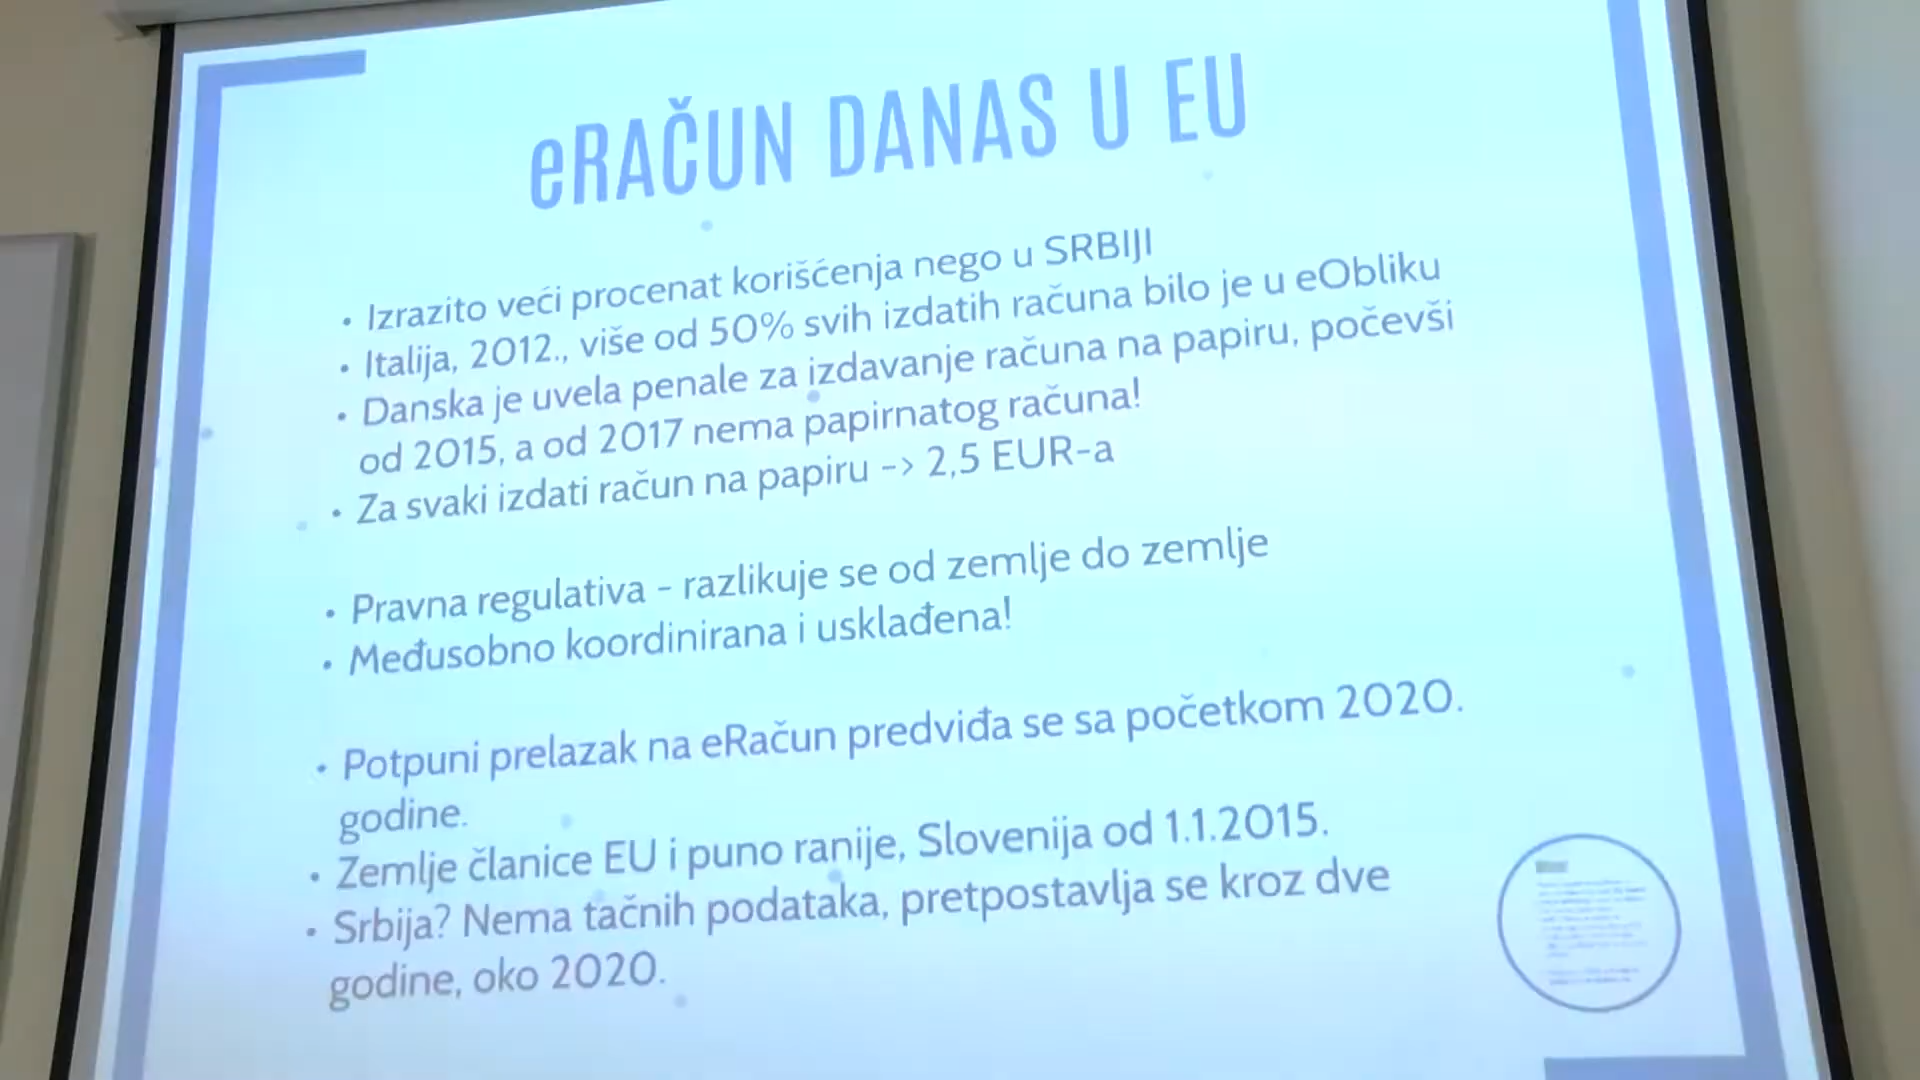 eRAČUN DANAS U EU
• Izrazito veći procenat korišćenja nego u SRBIJI
• Italija, 2012., više od 50% svih izdatih računa bilo je u eObliku
• Danska je uvela penale za izdavanje računa na papiru, počevši
od 2015, a od 2017 nema papirnatog računa!
• Za svaki izdati račun na papiru -> 2,5 EUR-a
• Pravna regulativa - razlikuje se od zemlje do zemlje
• Međusobno koordinirana i usklađena!
• Potpuni prelazak na eRačun predviđa se sa početkom 2020.
godine.
• Zemlje članice EU i puno ranije, Slovenija od 1.1.2015.
• Srbija? Nema tačnih podataka, pretpostavlja se kroz dve
godine, oko 2020.